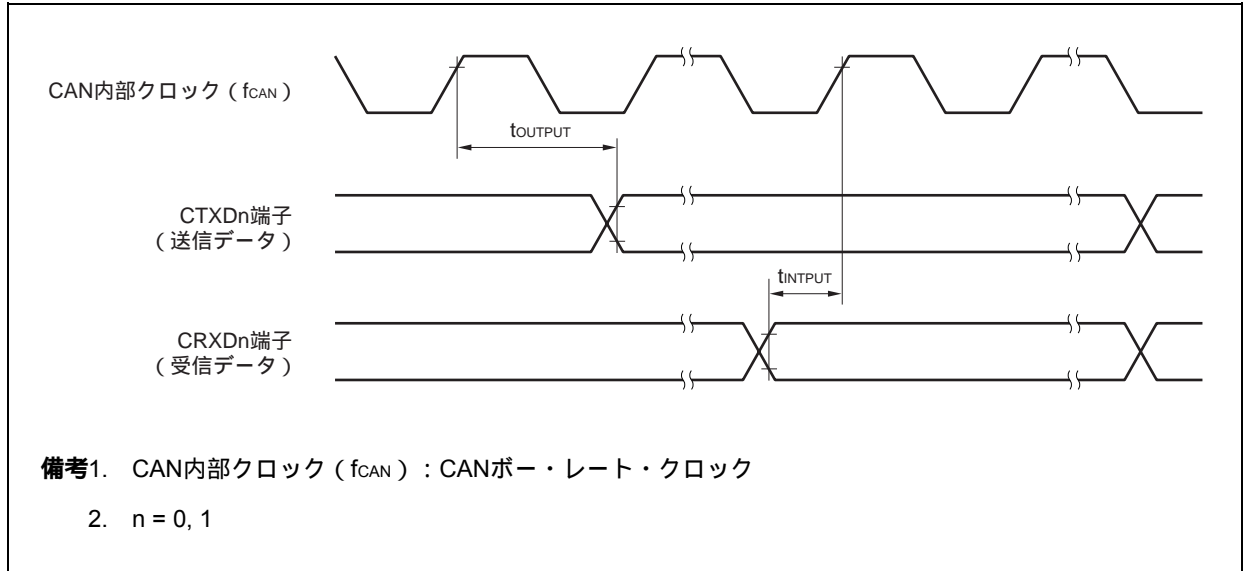 CAN内部クロック（fCAN）
tOUTPUT
CTXDn端子
（送信データ）
tINTPUT
CRXDn端子
（受信データ）
備考1. CAN内部クロック（fCAN）：CANボー・レート・クロック
2. n = 0, 1